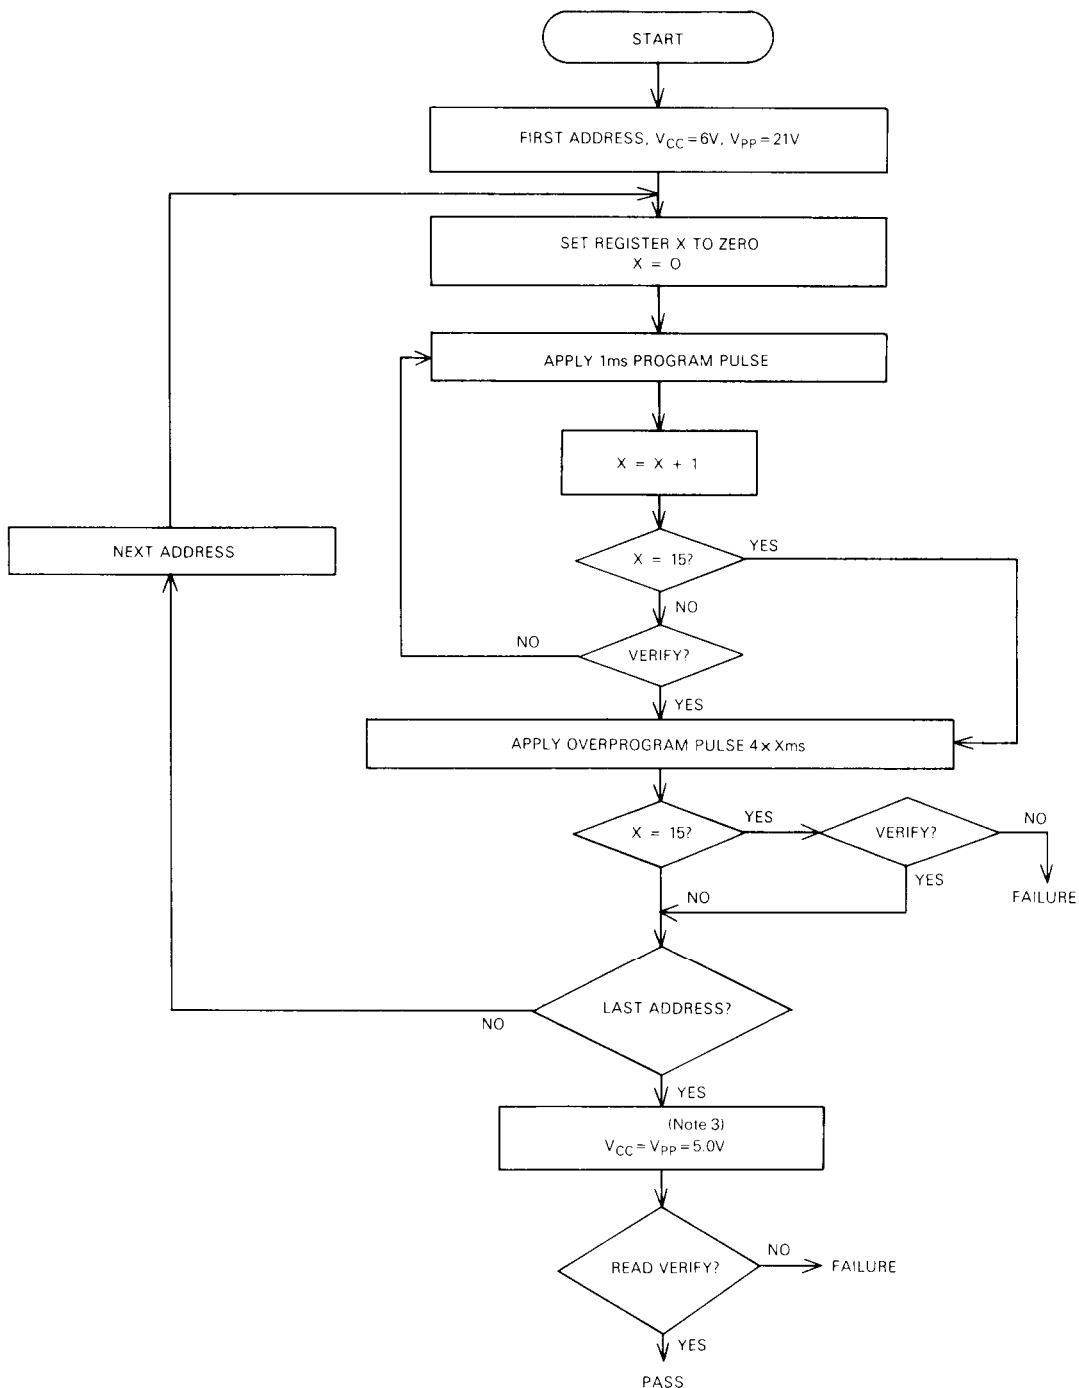 START
FIRST ADDRESS, VCC=6V, VPP=21V
SET REGISTER X TO ZERO
X = 0
APPLY 1ms PROGRAM PULSE
X = X + 1
NEXT ADDRESS
X = 15?
YES
NO
VERIFY?
NO
YES
APPLY OVERPROGRAM PULSE 4 x Xms
X = 15?
YES
VERIFY?
NO
YES
FAILURE
NO
LAST ADDRESS?
NO
YES
(Note 3)
VCC=VPP=5.0V
READ VERIFY?
NO
FAILURE
YES
PASS